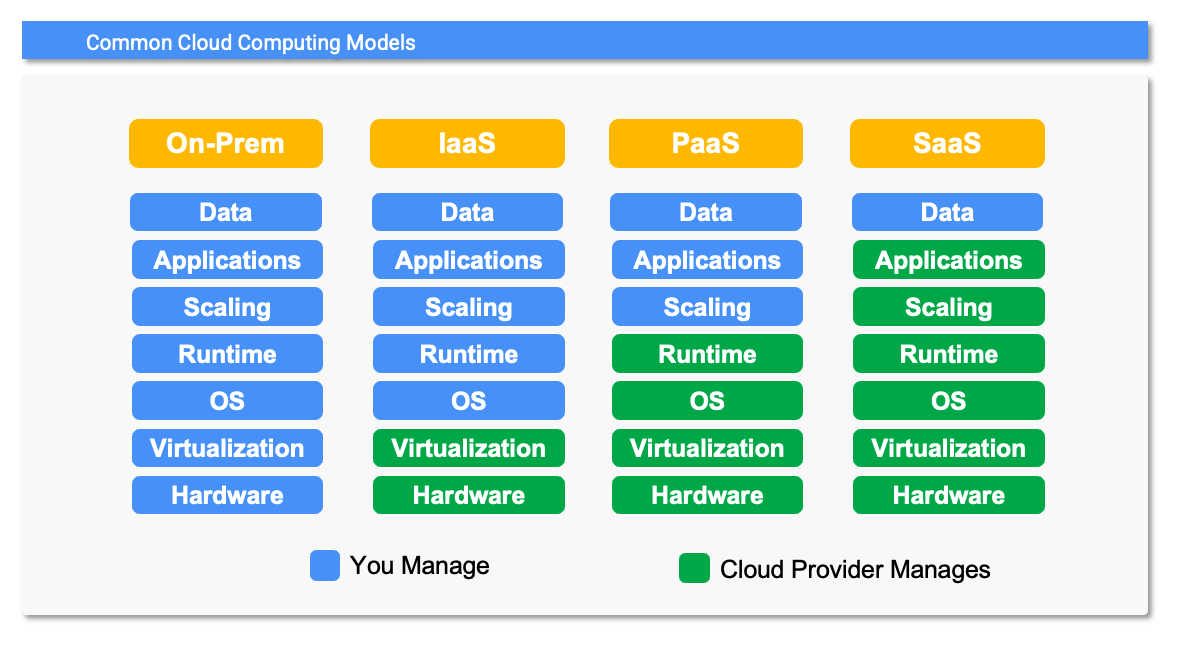 Common Cloud Computing Models
On-Prem IaaS PaaS SaaS
Data Data Data Data
Applications Applications Applications Applications
Scaling Scaling Scaling Scaling
Runtime Runtime Runtime Runtime
OS OS OS OS
Virtualization Virtualization Virtualization Virtualization
Hardware Hardware Hardware Hardware
You Manage Cloud Provider Manages